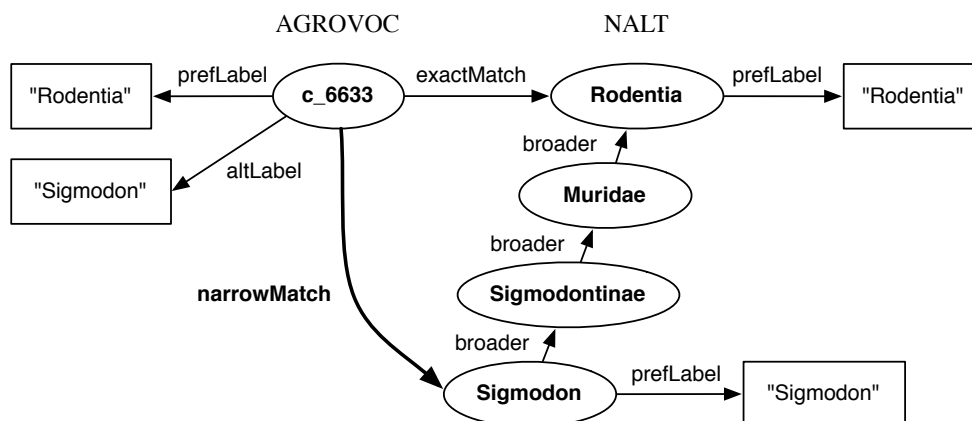 AGROVOC NALT
"Rodentia" prefLabel c_6633 exactMatch Rodentia prefLabel "Rodentia"
broader
"Sigmodon" altLabel Muridae
broader
narrowMatch Sigmodontinae
broader
Sigmodon prefLabel "Sigmodon"